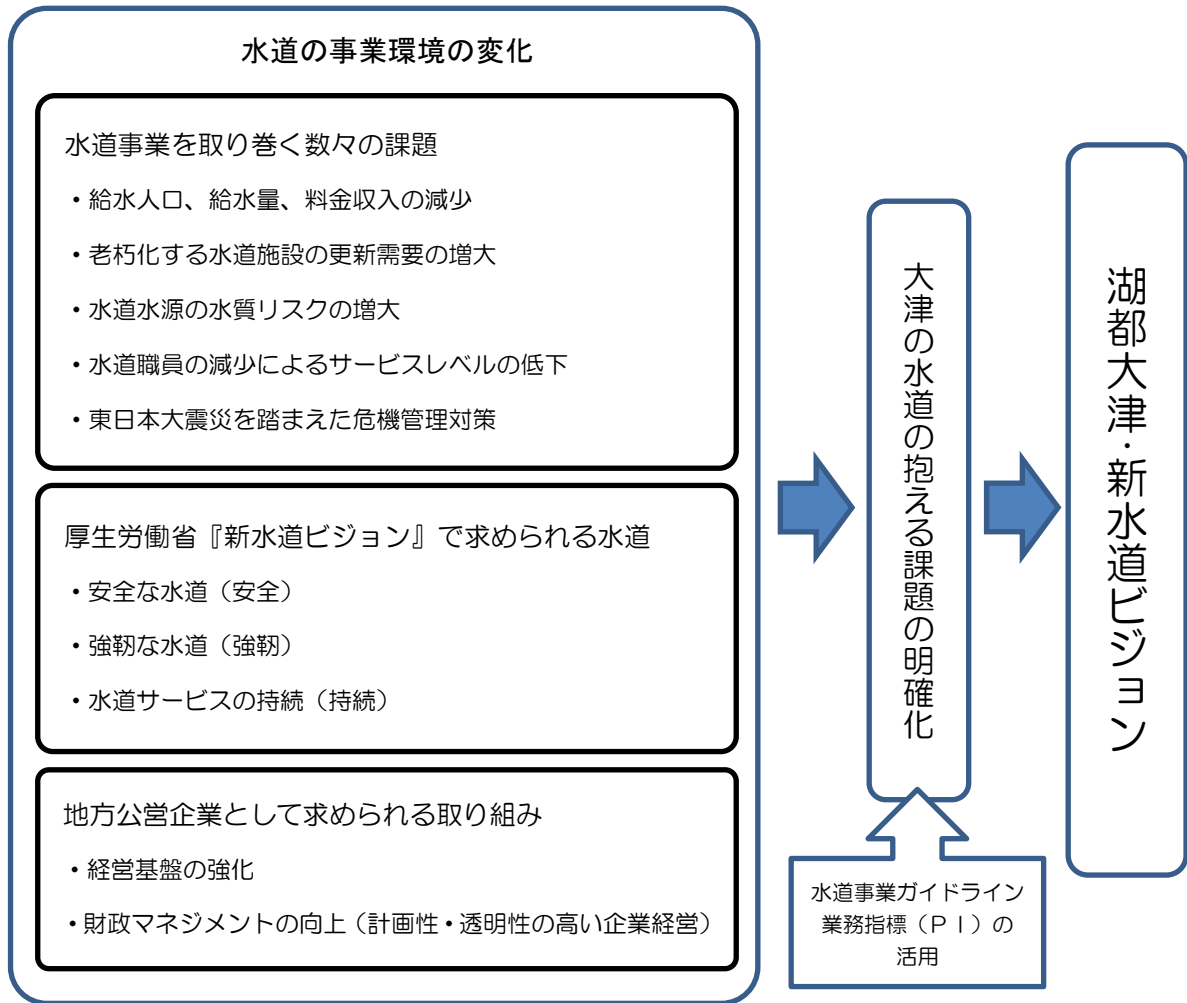 水道の事業環境の変化
水道事業を取り巻く数々の課題
・給水人口、給水量、料金収入の減少
・老朽化する水道施設の更新需要の増大
・水道水源の水質リスクの増大
・水道職員の減少によるサービスレベルの低下
・東日本大震災を踏まえた危機管理対策
厚生労働省『新水道ビジョン』で求められる水道
・安全な水道（安全）
・強靭な水道（強靭）
・水道サービスの持続（持続）
地方公営企業として求められる取り組み
・経営基盤の強化
・財政マネジメントの向上（計画性・透明性の高い企業経営）
大津の水道の抱える課題の明確化
水道事業ガイドライン
業務指標（ＰＩ）の
活用
湖都大津・新水道ビジョン